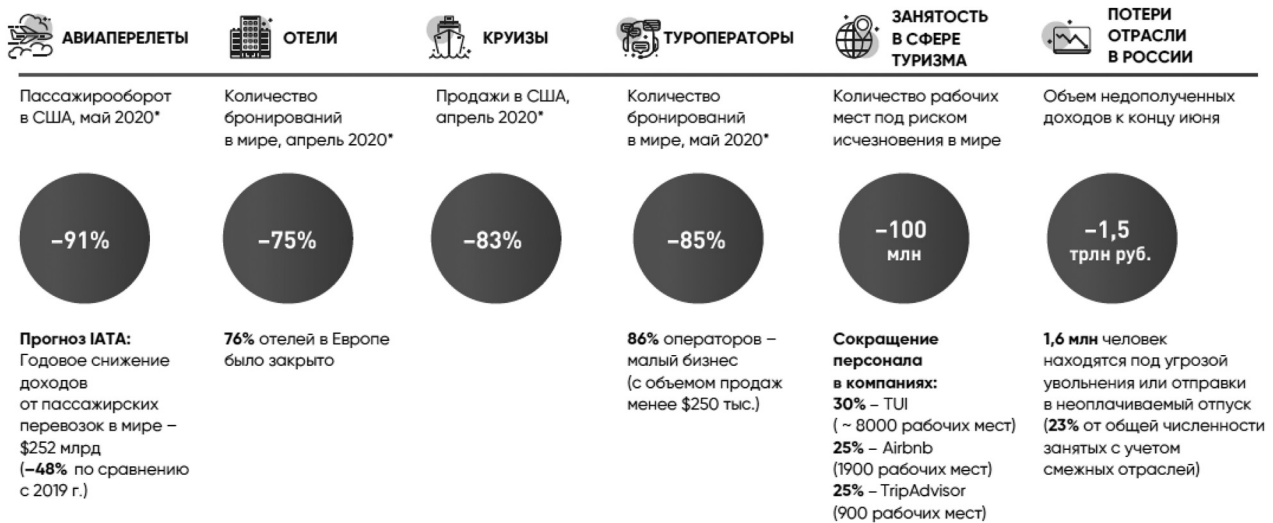 АВИАПЕРЕЛЕТЫ
Пассажирооборот
в США, май 2020*
–91%
Прогноз IATA:
Годовое снижение
доходов
от пассажирских
перевозок в мире –
$252 млрд
(–48% по сравнению
с 2019 г.)
ОТЕЛИ
Количество
бронирований
в мире, апрель 2020*
–75%
76% отелей в Европе
было закрыто
КРУИЗЫ
Продажи в США,
апрель 2020*
–83%
ТУРОПЕРАТОРЫ
Количество
бронирований
в мире, май 2020*
–85%
86% операторов –
малый бизнес
(с объемом продаж
менее $250 тыс.)
ЗАНЯТОСТЬ
В СФЕРЕ
ТУРИЗМА
Количество рабочих
мест под риском
исчезновения в мире
–100
млн
Сокращение
персонала
в компаниях:
30% – TUI
( ~ 8000 рабочих мест)
25% – Airbnb
(1900 рабочих мест)
25% – TripAdvisor
(900 рабочих мест)
ПОТЕРИ
ОТРАСЛИ
В РОССИИ
Объем недополученных
доходов к концу июня
–1,5
трлн руб.
1,6 млн человек
находятся под угрозой
увольнения или отправки
в неоплачиваемый отпуск
(23% от общей численности
занятых с учетом
смежных отраслей)